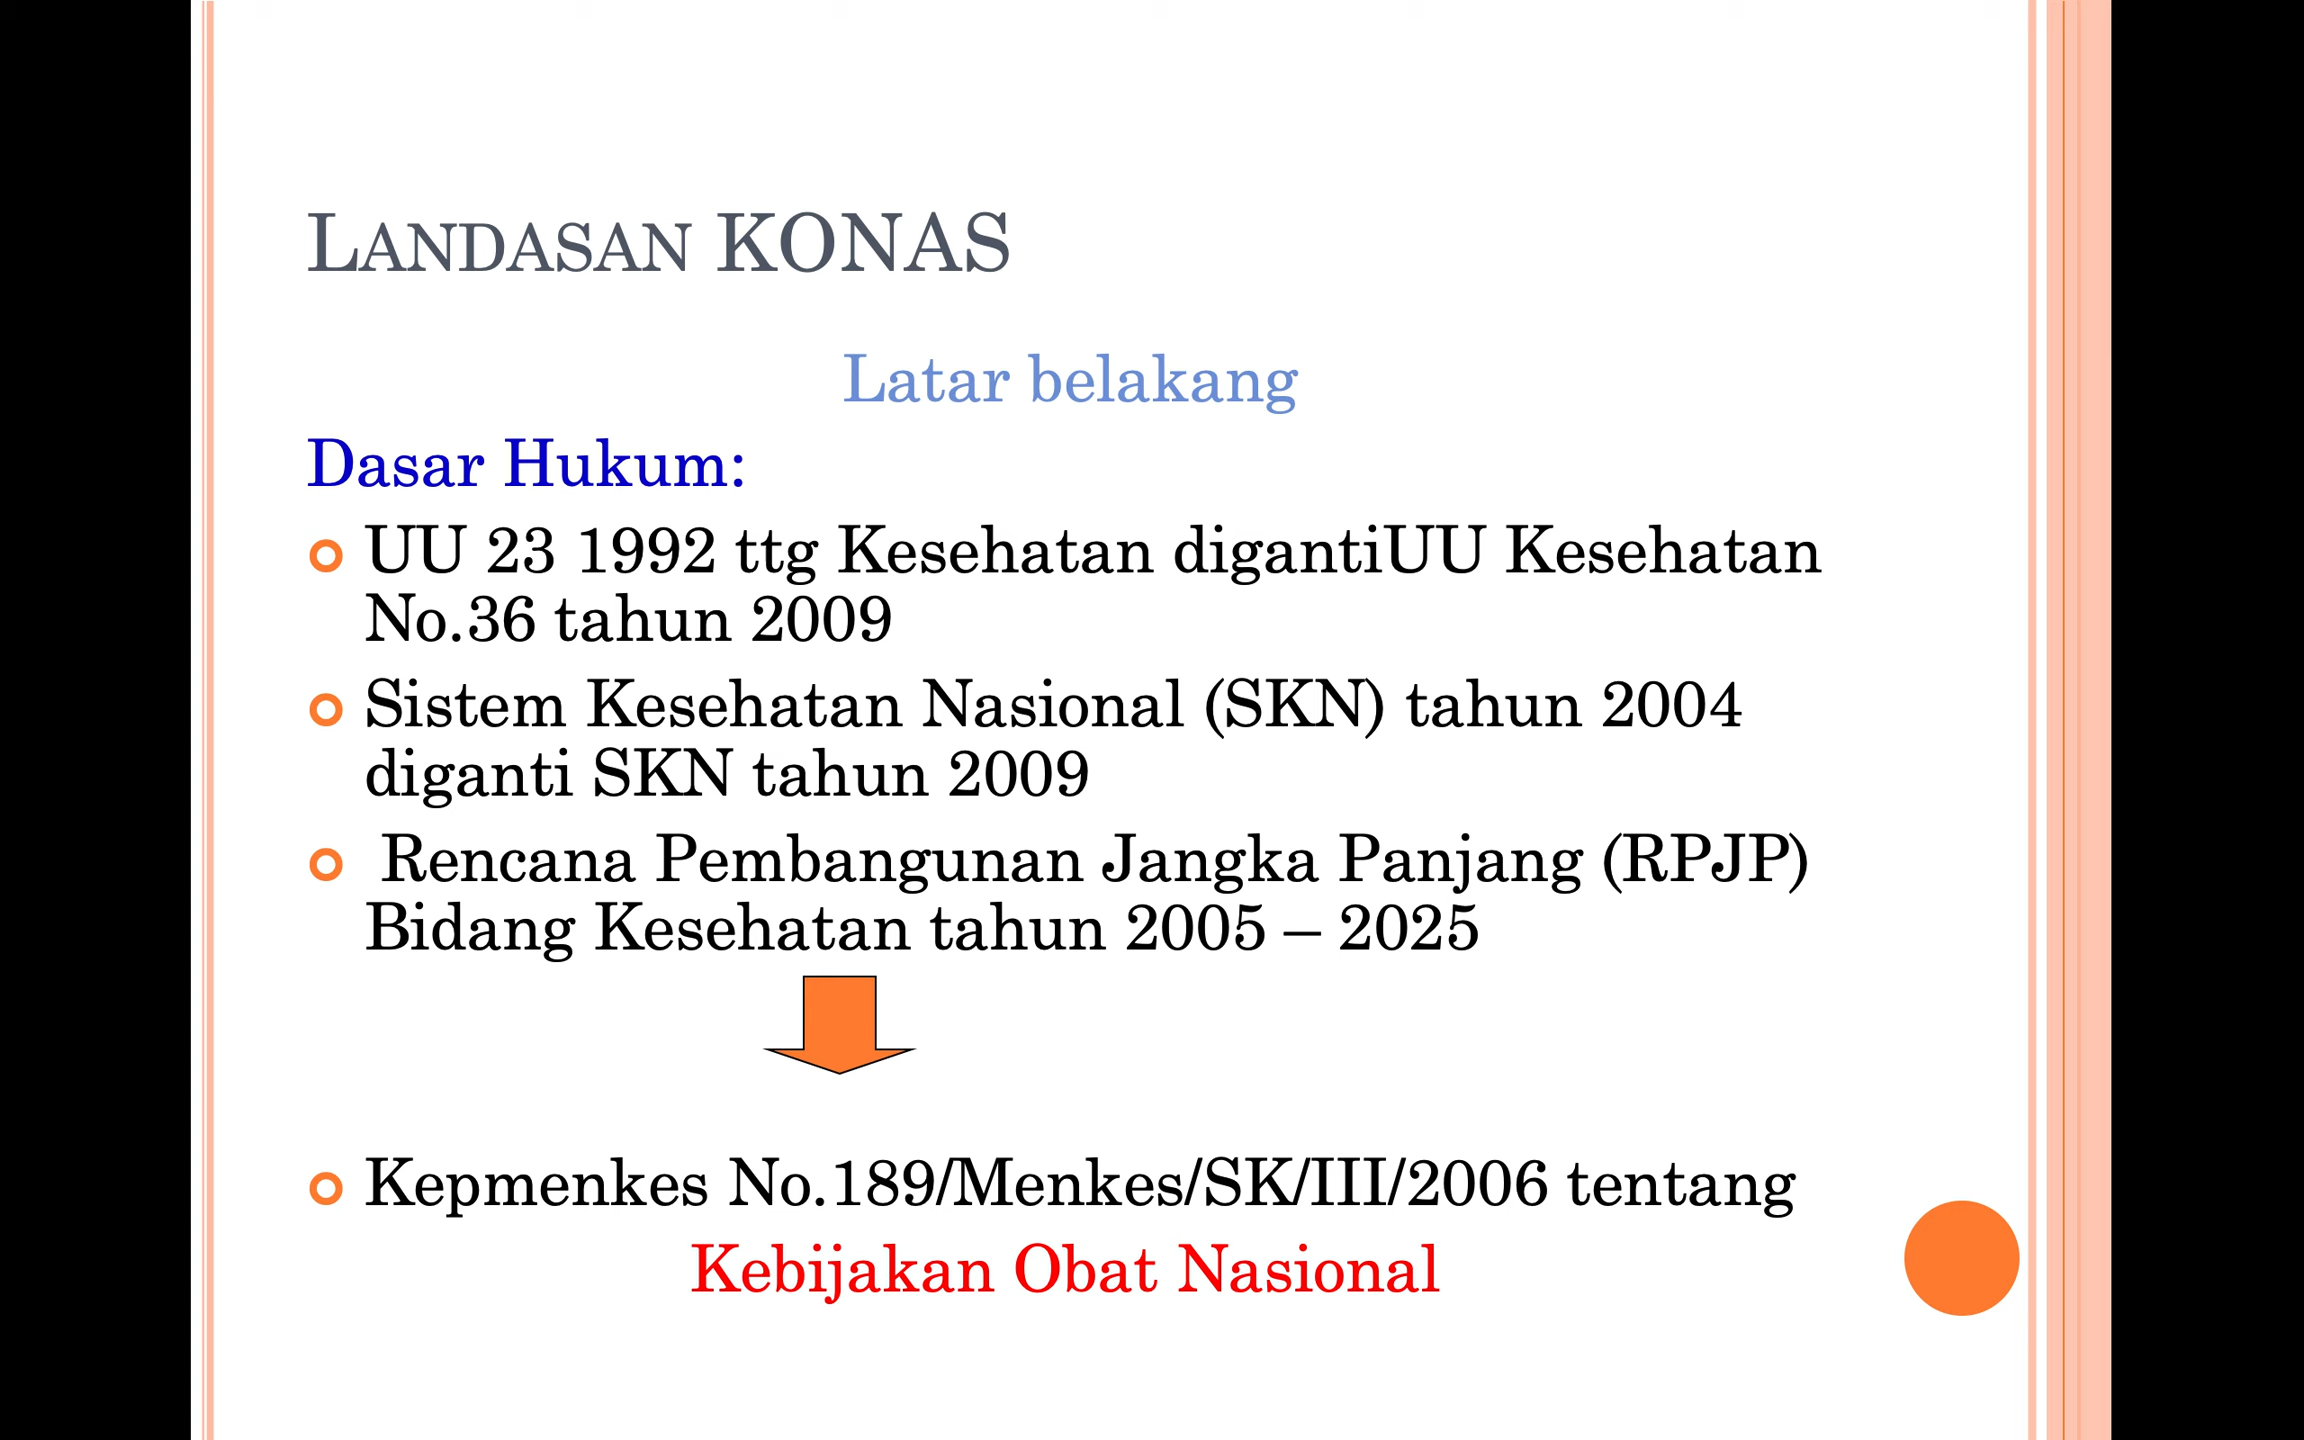 LANDASAN KONAS
Latar belakang
Dasar Hukum:
UU 23 1992 ttg Kesehatan digantiUU Kesehatan
No.36 tahun 2009
Sistem Kesehatan Nasional (SKN) tahun 2004
diganti SKN tahun 2009
Rencana Pembangunan Jangka Panjang (RPJP)
Bidang Kesehatan tahun 2005 – 2025
Kepmenkes No.189/Menkes/SK/III/2006 tentang
Kebijakan Obat Nasional